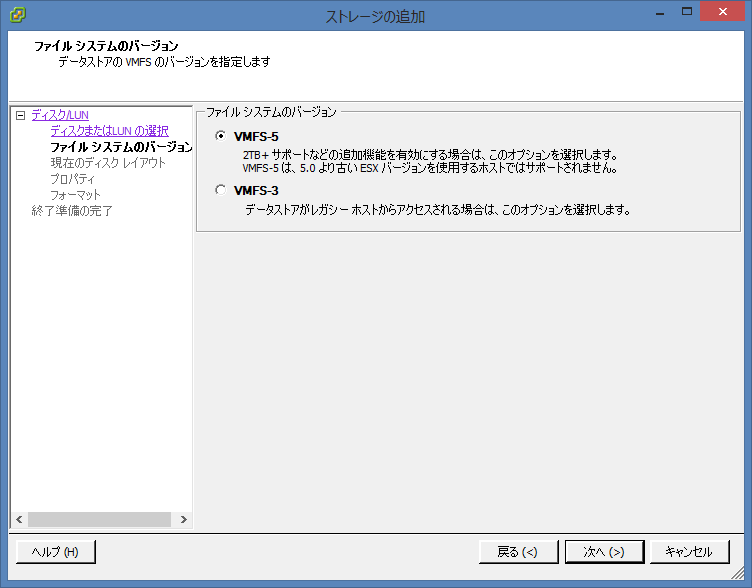 ストレージの追加
ファイル システムのバージョン
データストアの VMFS のバージョンを指定します
ディスク/LUN
ディスクまたはLUN の選択
ファイル システムのバージョン
現在のディスク レイアウト
プロパティ
フォーマット
終了準備の完了
ファイル システムのバージョン
VMFS-5
2TB+ サポートなどの追加機能を有効にする場合は、このオプションを選択します。
VMFS-5 は、5.0 より古い ESX バージョンを使用するホストではサポートされません。
VMFS-3
データストアがレガシー ホストからアクセスされる場合は、このオプションを選択します。
ヘルプ (H)
戻る (<)
次へ (>)
キャンセル